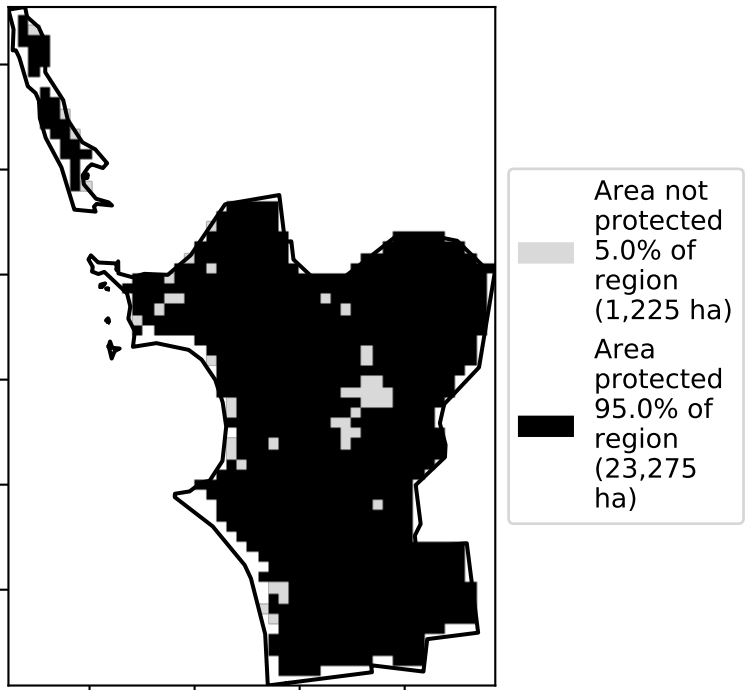 Area not
protected
5.0% of
region
(1,225 ha)
Area
protected
95.0% of
region
(23,275
ha)